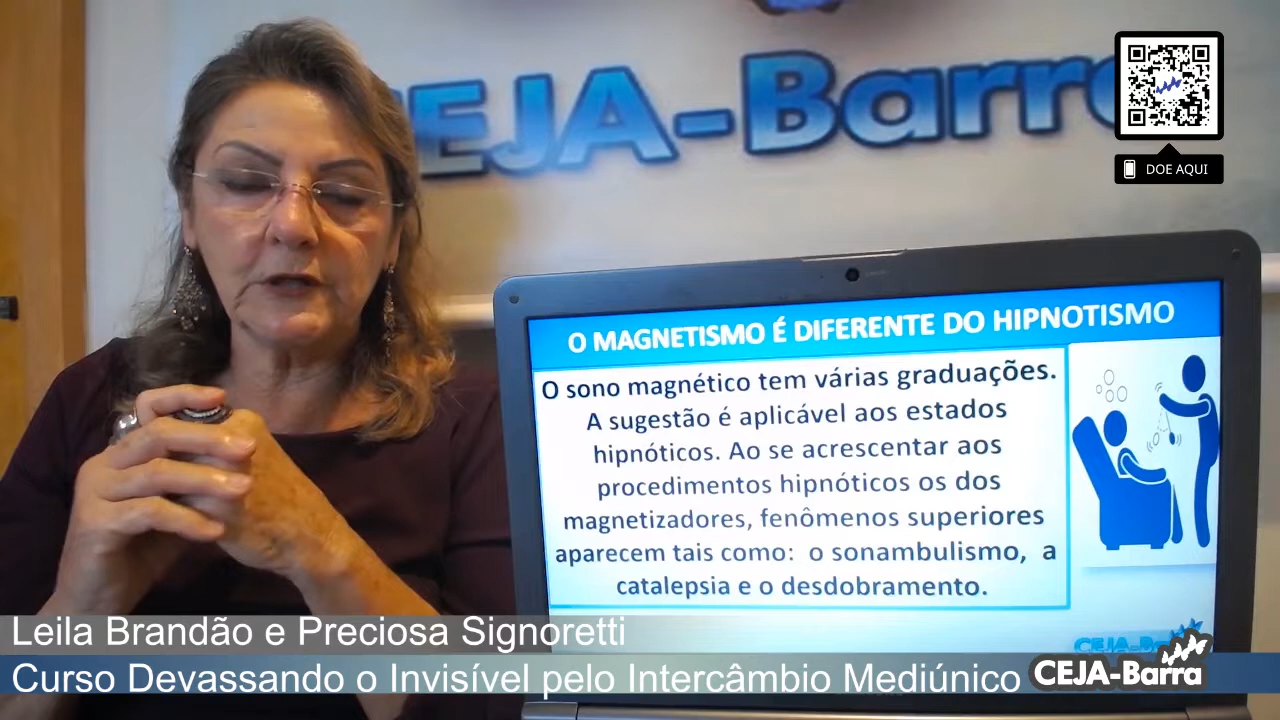 CEJA-Barra
DOE AQUI
O MAGNETISMO É DIFERENTE DO HIPNOTISMO
O sono magnético tem várias graduações.
A sugestão é aplicável aos estados
hipnóticos. Ao se acrescentar aos
procedimentos hipnóticos os dos
magnetizadores, fenômenos superiores
aparecem tais como: o sonambulismo, a
catalepsia e o desdobramento.
CEJA-Barra
Leila Brandão e Preciosa Signoretti
Curso Devassando o Invisível pelo Intercâmbio Mediúnico
CEJA-Barra